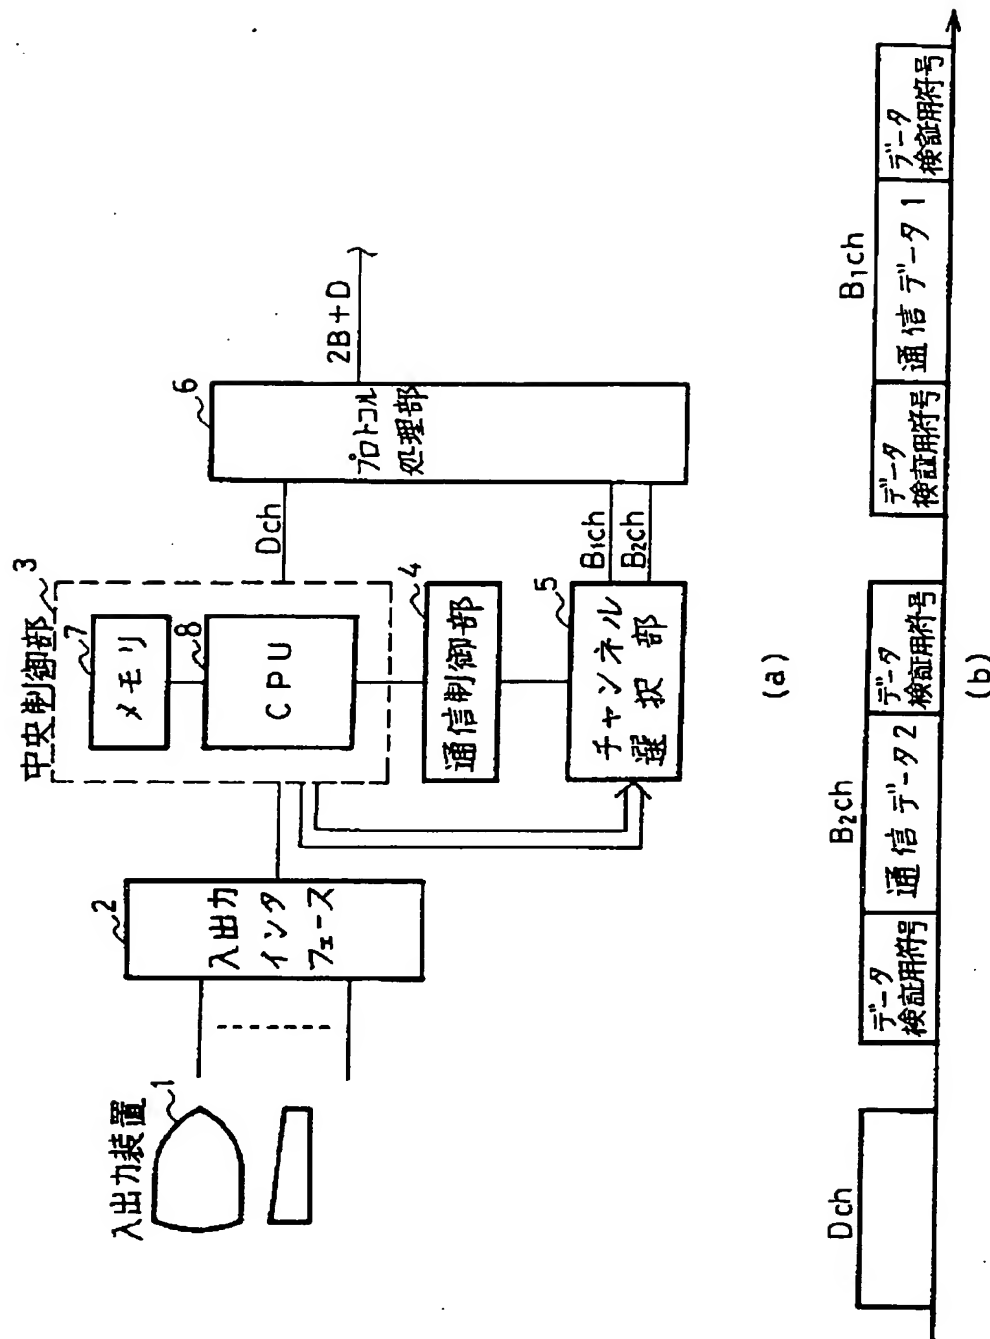 入出力装置
1
2
入出力
インタ
フェース
中央制御部
3
7
メモリ
8
CPU
4
通信制御部
5
チャンネル
選択部
Dch
B1ch
B2ch
6
プロトコル
処理部
2B+D
(a)
Dch
B2ch
データ
検証用符号
通信データ2
データ
検証用符号
B1ch
データ
検証用符号
通信データ1
データ
検証用符号
(b)